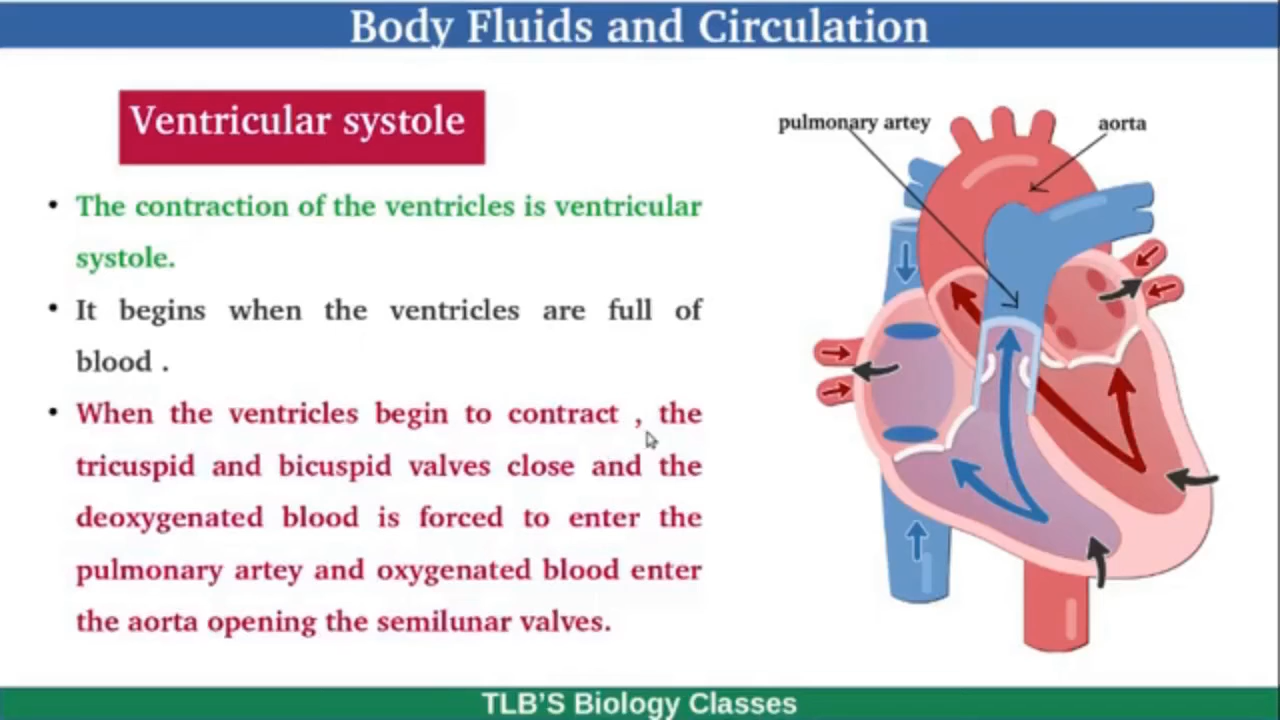 Body Fluids and Circulation
Ventricular systole
• The contraction of the ventricles is ventricular
systole.
• It begins when the ventricles are full of
blood .
• When the ventricles begin to contract , the
tricuspid and bicuspid valves close and the
deoxygenated blood is forced to enter the
pulmonary artey and oxygenated blood enter
the aorta opening the semilunar valves.
pulmonary artey
aorta
TLB'S Biology Classes